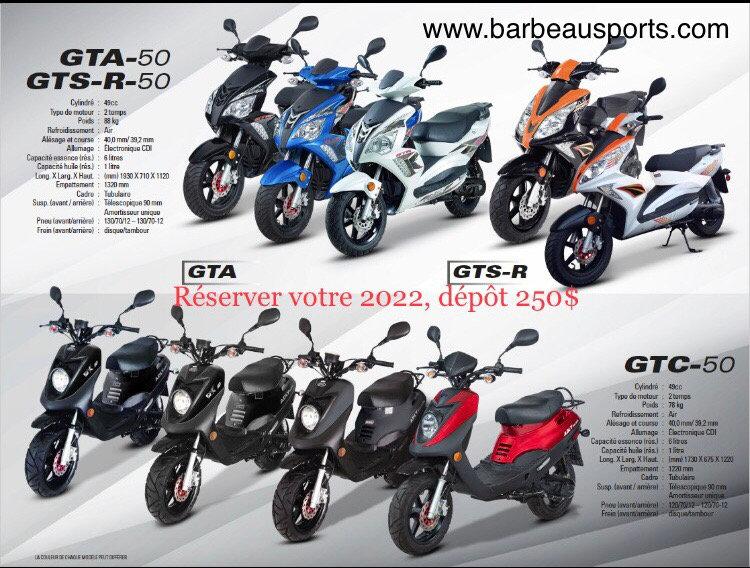 www.barbeausports.com
GTA-50
GTS-R-50
Cylindré : 49cc
Type de moteur : 2 temps
Poids : 88 kg
Refroidissement : Air
Alésage et course : 40,0 mm/ 39,2 mm
Allumage : Électronique CDI
Capacité essence (rés.) : 6 litres
Capacité huile (rés.) : 1 litre
Long. X Larg. X Haut. : (mm) 1930 X 710 X 1120
Empattement : 1320 mm
Cadre : Tubulaire
Susp. (avant / arrière) : Télescopique 90 mm
Amortisseur unique
Pneu (avant/arrière) : 130/70/12 – 130/70-12
Frein (avant/arrière) : disque/tambour
GTA
GTS-R
Réserver votre 2022, dépôt 250$
GTC-50
Cylindré : 49cc
Type de moteur : 2 temps
Poids : 78 kg
Refroidissement : Air
Alésage et course : 40,0 mm/ 39,2 mm
Allumage : Électronique CDI
Capacité essence (rés.) : 6 litres
Capacité huile (rés.) : 1 litre
Long. X Larg. X Haut. : (mm) 1730 X 675 X 1220
Empattement : 1220 mm
Cadre : Tubulaire
Susp. (avant / arrière) : Télescopique 90 mm
Amortisseur unique
Pneu (avant/arrière) : 120/70/12 – 120/70-12
Frein (avant/arrière) : disque/tambour
LA COULEUR DE CHAQUE MODÈLE PEUT DIFFÉRER